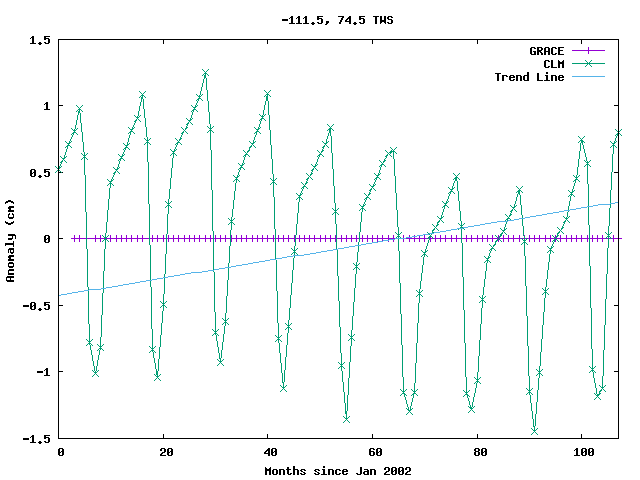 -111.5, 74.5 TWS
GRACE
CLM
Trend Line
1.5
1
0.5
0
-0.5
-1
-1.5
Anomaly (cm)
0 20 40 60 80 100
Months since Jan 2002